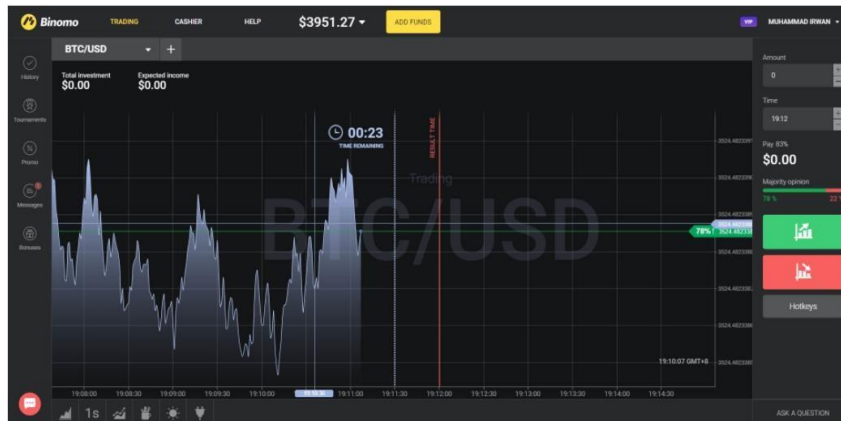 Binomo
TRADING
CASHIER
HELP
$3951.27
ADD FUNDS
VIP
MUHAMMAD IRWAN
BTC/USD
+
History
Tournaments
Promo
Messages
Bonuses
Total investment
$0.00
Expected income
$0.00
00:23
TIME REMAINING
RESULT TIME
Trading
BTC/USD
78%
19:10:07 GMT+8
19:08:00 19:08:30 19:09:00 19:09:30 19:10:00 19:11:00 19:11:30 19:12:00 19:12:30 19:13:00 19:13:30 19:14:00 19:14:30
1s
Amount
0
Time
19:12
Pay 83%
$0.00
Majority opinion
78 % 22 %
Hotkeys
ASK A QUESTION